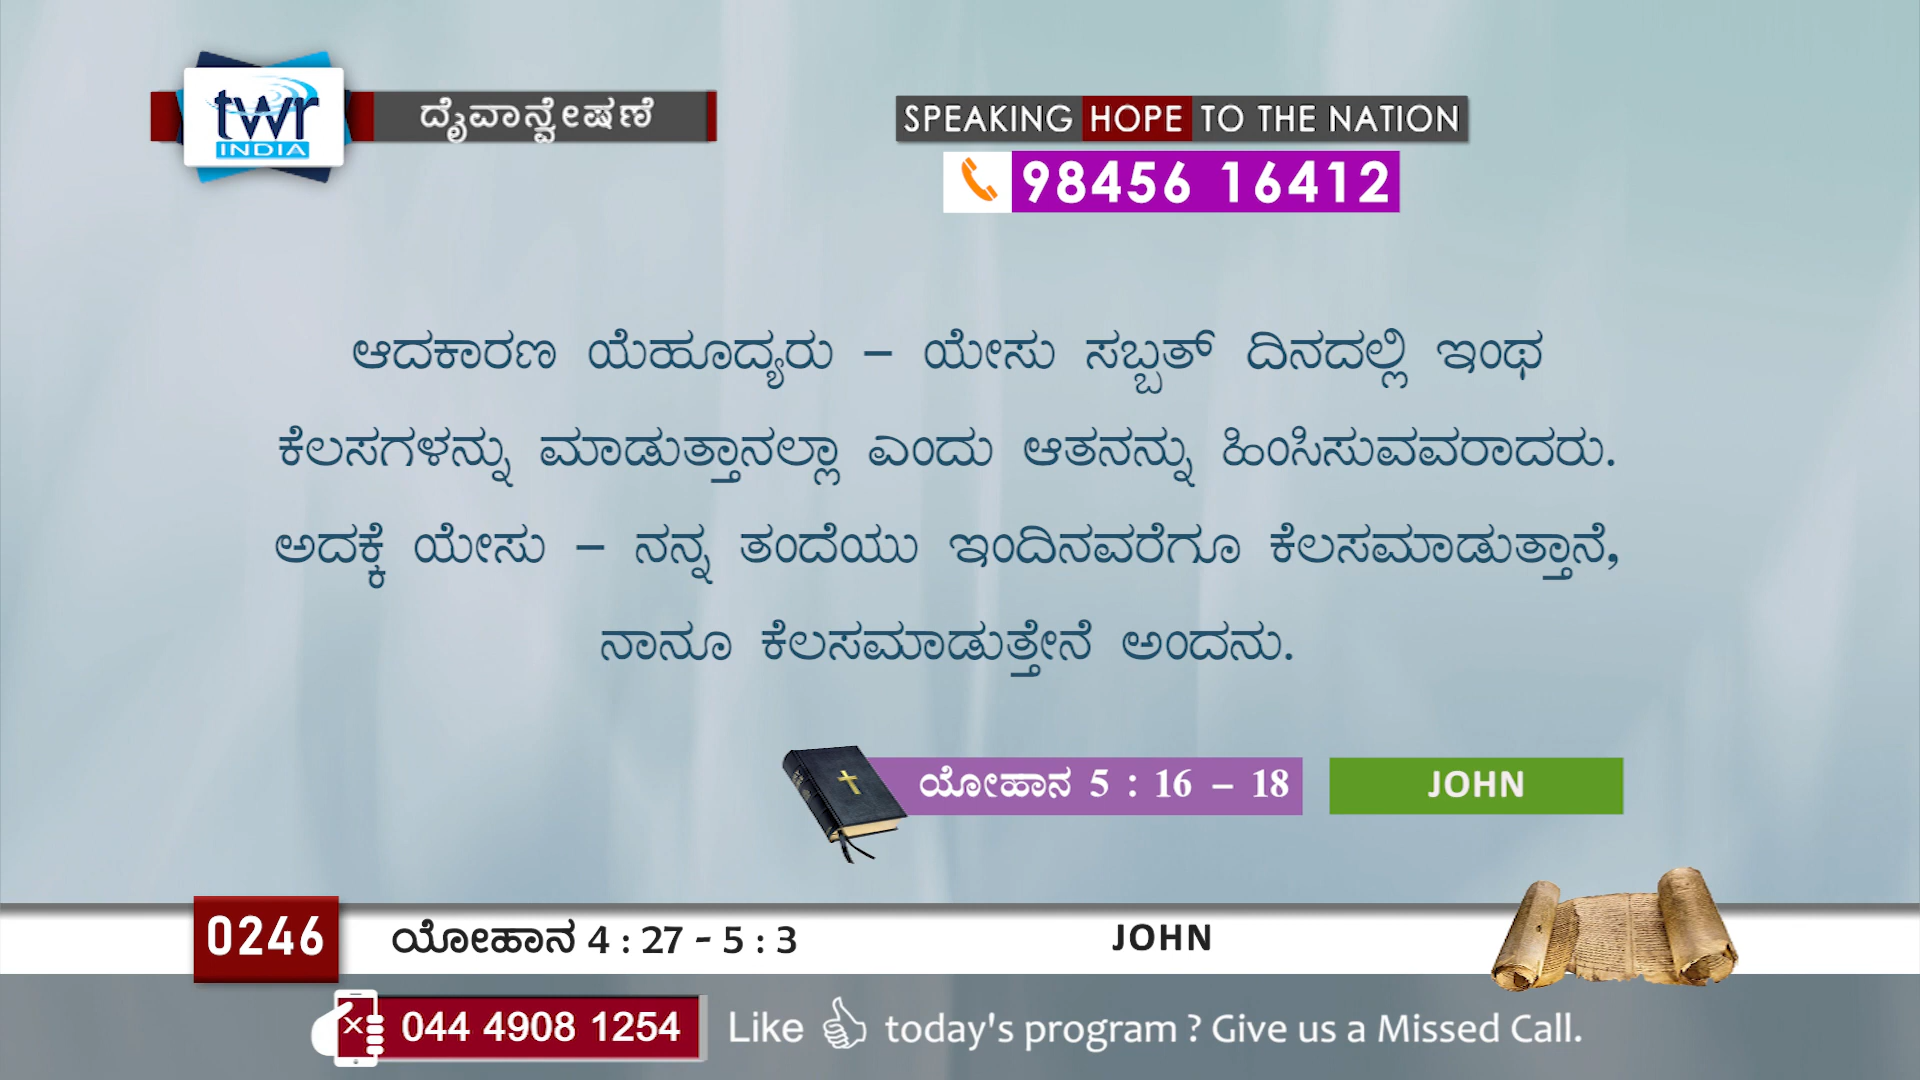 twr
INDIA
ದೈವಾನ್ವೇಷಣೆ
SPEAKING HOPE TO THE NATION
98456 16412
ಆದಕಾರಣ ಯೆಹೂದ್ಯರು – ಯೇಸು ಸಬ್ಬತ್ ದಿನದಲ್ಲಿ ಇಂಥ
ಕೆಲಸಗಳನ್ನು ಮಾಡುತ್ತಾನಲ್ಲಾ ಎಂದು ಆತನನ್ನು ಹಿಂಸಿಸುವವರಾದರು.
ಅದಕ್ಕೆ ಯೇಸು – ನನ್ನ ತಂದೆಯು ಇಂದಿನವರೆಗೂ ಕೆಲಸಮಾಡುತ್ತಾನೆ,
ನಾನೂ ಕೆಲಸಮಾಡುತ್ತೇನೆ ಅಂದನು.
ಯೋಹಾನ 5 : 16 – 18
JOHN
0246 ಯೋಹಾನ 4 : 27 - 5 : 3 JOHN
044 4908 1254 Like today's program ? Give us a Missed Call.